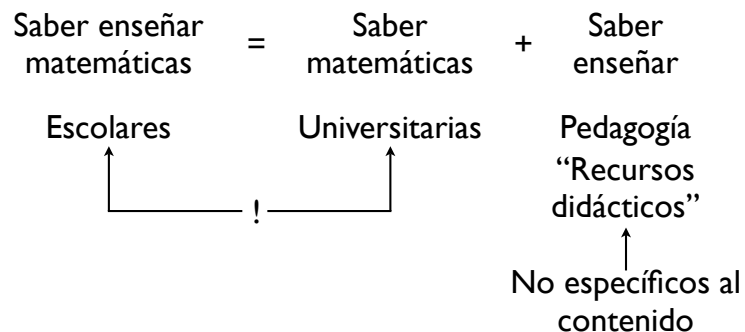 Saber enseñar matemáticas = Saber matemáticas + Saber enseñar
Escolares Universitarias Pedagogía
“Recursos
didácticos”
!
No específicos al
contenido